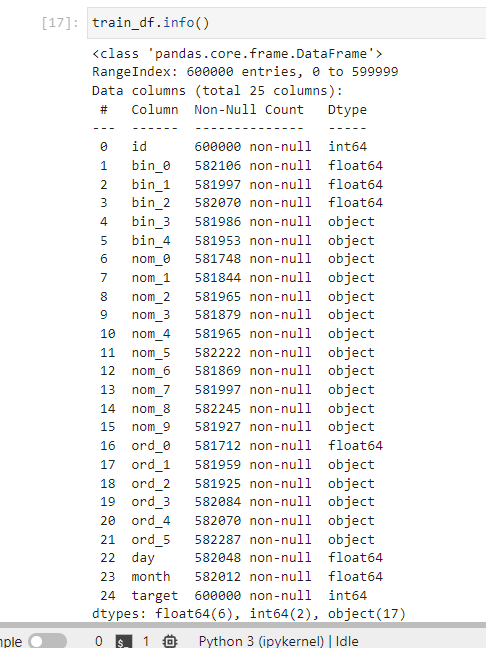 [17]: train_df.info()
<class 'pandas.core.frame.DataFrame'>
RangeIndex: 600000 entries, 0 to 599999
Data columns (total 25 columns):
# Column Non-Null Count Dtype
--- ------ -------------- -----
0 id 600000 non-null int64
1 bin_0 582106 non-null float64
2 bin_1 581997 non-null float64
3 bin_2 582070 non-null float64
4 bin_3 581986 non-null object
5 bin_4 581953 non-null object
6 nom_0 581748 non-null object
7 nom_1 581844 non-null object
8 nom_2 581965 non-null object
9 nom_3 581879 non-null object
10 nom_4 581965 non-null object
11 nom_5 582222 non-null object
12 nom_6 581869 non-null object
13 nom_7 581997 non-null object
14 nom_8 582245 non-null object
15 nom_9 581927 non-null object
16 ord_0 581712 non-null float64
17 ord_1 581959 non-null object
18 ord_2 581925 non-null object
19 ord_3 582084 non-null object
20 ord_4 582070 non-null object
21 ord_5 582287 non-null object
22 day 582048 non-null float64
23 month 582012 non-null float64
24 target 600000 non-null int64
dtypes: float64(6), int64(2), object(17)
nple 0 $_ 1 Python 3 (ipykernel) | Idle